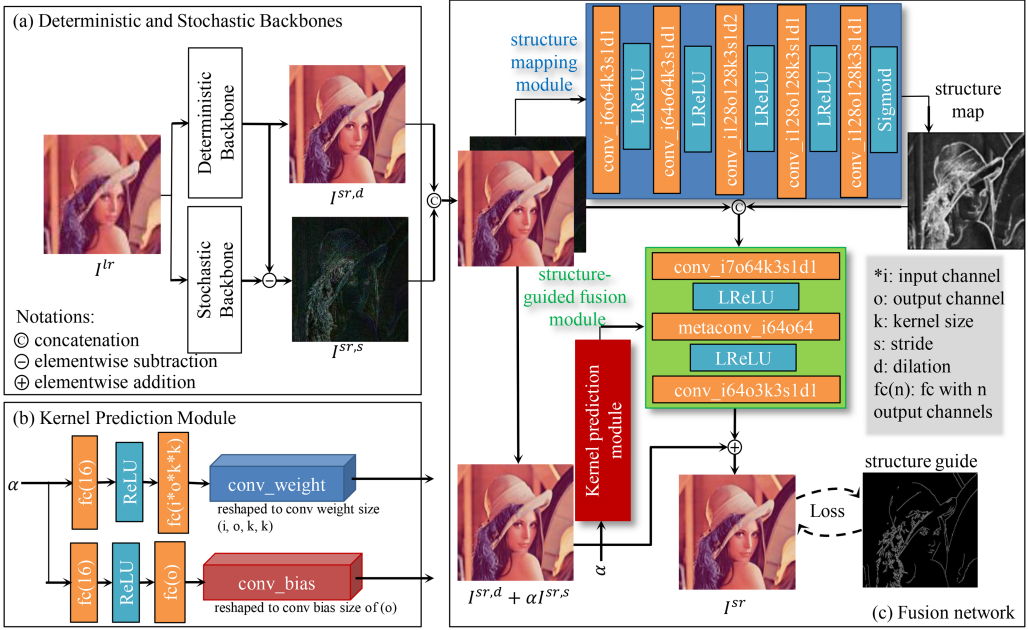 (a) Deterministic and Stochastic Backbones
Deterministic
Backbone
Stochastic
Backbone
I^{lr}
I^{sr,d}
I^{sr,s}
C
−
Notations:
C concatenation
− elementwise subtraction
+ elementwise addition
(b) Kernel Prediction Module
α
fc(16)
ReLU
fc(i*o*k*k)
conv_weight
reshaped to conv weight size
(i, o, k, k)
fc(16)
ReLU
fc(o)
conv_bias
reshaped to conv bias size of (o)
structure
mapping
module
conv_i6o64k3s1d1
LReLU
conv_i64o64k3s1d1
LReLU
conv_i128o128k3s1d2
LReLU
conv_i128o128k3s1d1
LReLU
conv_i128o128k3s1d1
Sigmoid
structure
map
C
structure-
guided fusion
module
conv_i7o64k3s1d1
LReLU
metaconv_i64o64
LReLU
conv_i64o3k3s1d1
*i: input channel
o: output channel
k: kernel size
s: stride
d: dilation
fc(n): fc with n
output channels
Kernel prediction
module
α
+
I^{sr,d} + αI^{sr,s}
I^{sr}
Loss
structure guide
(c) Fusion network